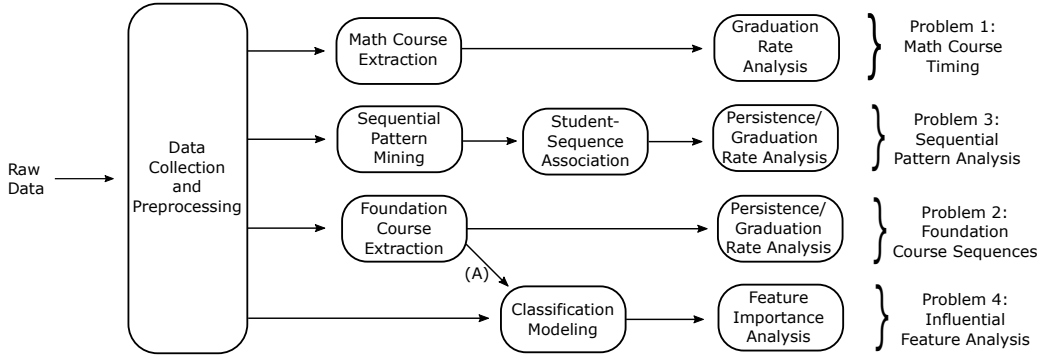 Raw
Data
Data
Collection
and
Preprocessing
Math Course
Extraction
Graduation
Rate
Analysis
Problem 1:
Math Course
Timing
Sequential
Pattern
Mining
Student-
Sequence
Association
Persistence/
Graduation
Rate Analysis
Problem 3:
Sequential
Pattern Analysis
Foundation
Course
Extraction
Persistence/
Graduation
Rate Analysis
Problem 2:
Foundation
Course Sequences
(A)
Classification
Modeling
Feature
Importance
Analysis
Problem 4:
Influential
Feature Analysis